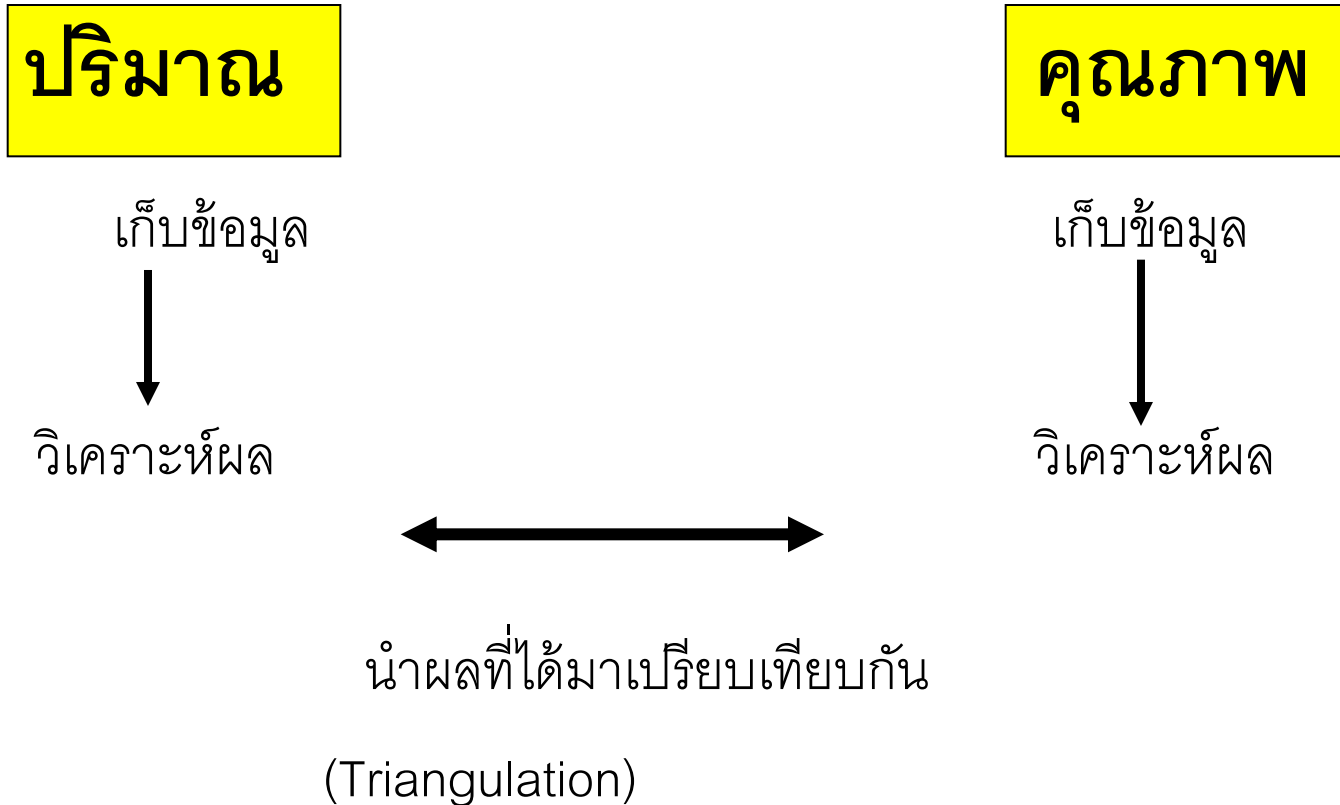 ปริมาณ
คุณภาพ
เก็บข้อมูล
เก็บข้อมูล
วิเคราะห์ผล
วิเคราะห์ผล
นำผลที่ได้มาเปรียบเทียบกัน
(Triangulation)